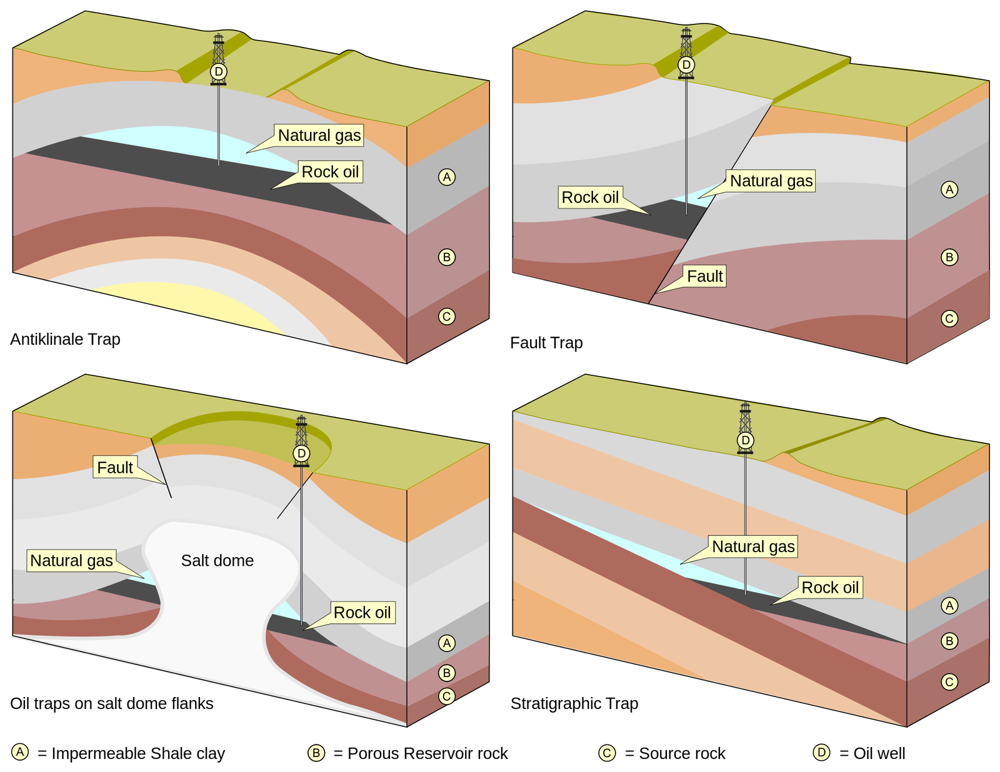 D
Natural gas
Rock oil
A
B
C
Antiklinale Trap
D
Natural gas
Rock oil
Fault
A
B
C
Fault Trap
D
Fault
Natural gas
Salt dome
Rock oil
A
B
C
Oil traps on salt dome flanks
D
Natural gas
Rock oil
A
B
C
Stratigraphic Trap
A = Impermeable Shale clay
B = Porous Reservoir rock
C = Source rock
D = Oil well